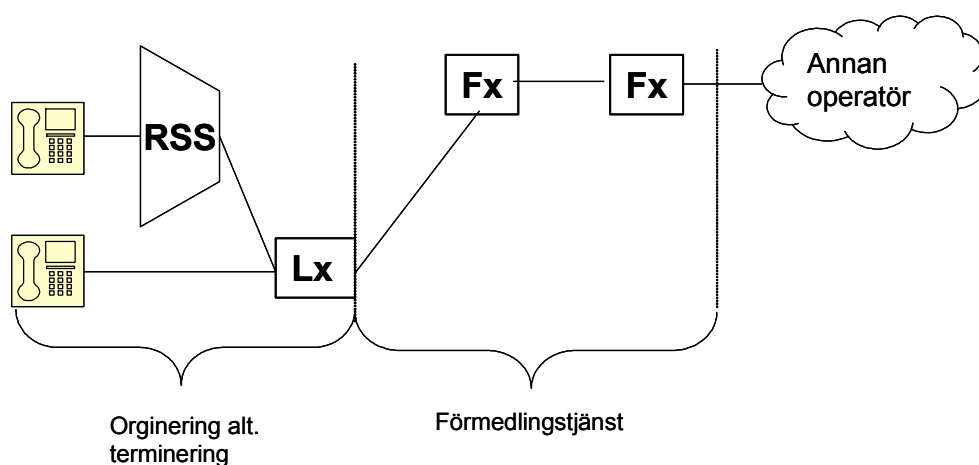 Annan
operatör
Fx
Fx
RSS
Lx
Orginering alt.
terminering
Förmedlingstjänst